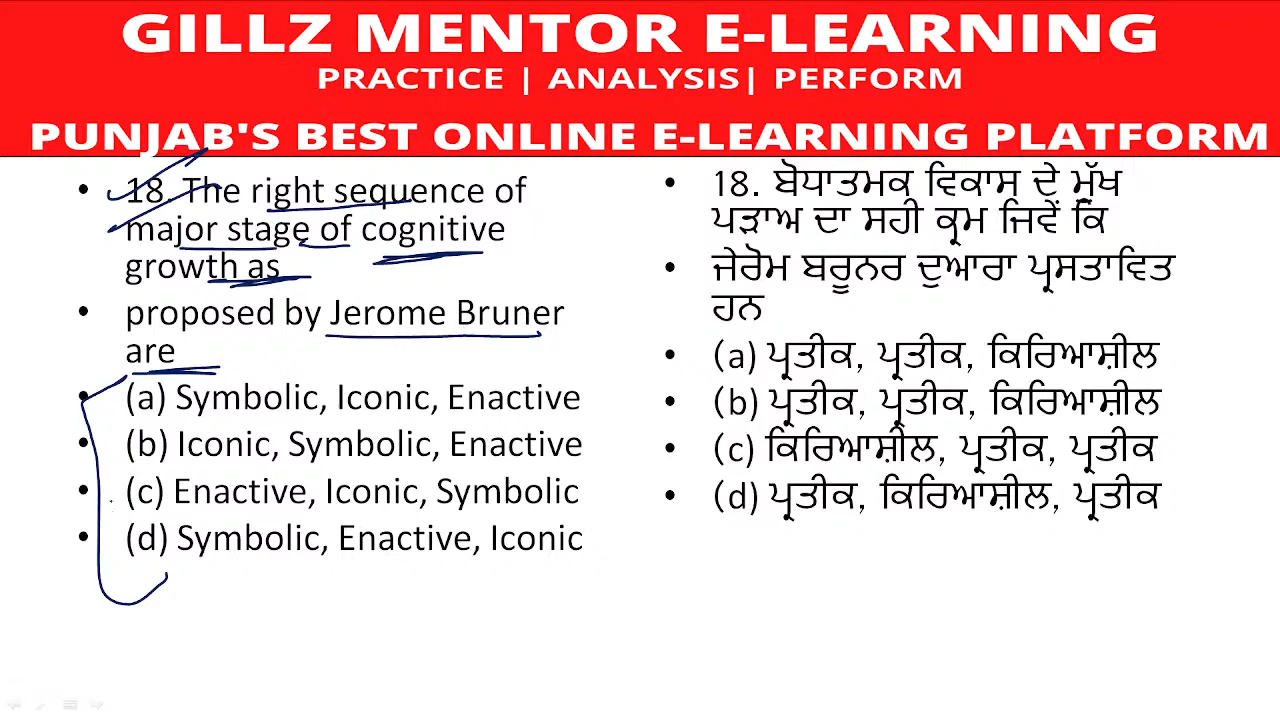 GILLZ MENTOR E-LEARNING
PRACTICE | ANALYSIS| PERFORM
PUNJAB'S BEST ONLINE E-LEARNING PLATFORM
• 18. The right sequence of
major stage of cognitive
growth as
• proposed by Jerome Bruner
are
• (a) Symbolic, Iconic, Enactive
• (b) Iconic, Symbolic, Enactive
• (c) Enactive, Iconic, Symbolic
• (d) Symbolic, Enactive, Iconic
• 18. ਬੋਧਾਤਮਕ ਵਿਕਾਸ ਦੇ ਮੁੱਖ
ਪੜਾਅ ਦਾ ਸਹੀ ਕ੍ਰਮ ਜਿਵੇਂ ਕਿ
• ਜੇਰੋਮ ਬਰੂਨਰ ਦੁਆਰਾ ਪ੍ਰਸਤਾਵਿਤ
ਹਨ
• (a) ਪ੍ਰਤੀਕ, ਪ੍ਰਤੀਕ, ਕਿਰਿਆਸ਼ੀਲ
• (b) ਪ੍ਰਤੀਕ, ਪ੍ਰਤੀਕ, ਕਿਰਿਆਸ਼ੀਲ
• (c) ਕਿਰਿਆਸ਼ੀਲ, ਪ੍ਰਤੀਕ, ਪ੍ਰਤੀਕ
• (d) ਪ੍ਰਤੀਕ, ਕਿਰਿਆਸ਼ੀਲ, ਪ੍ਰਤੀਕ